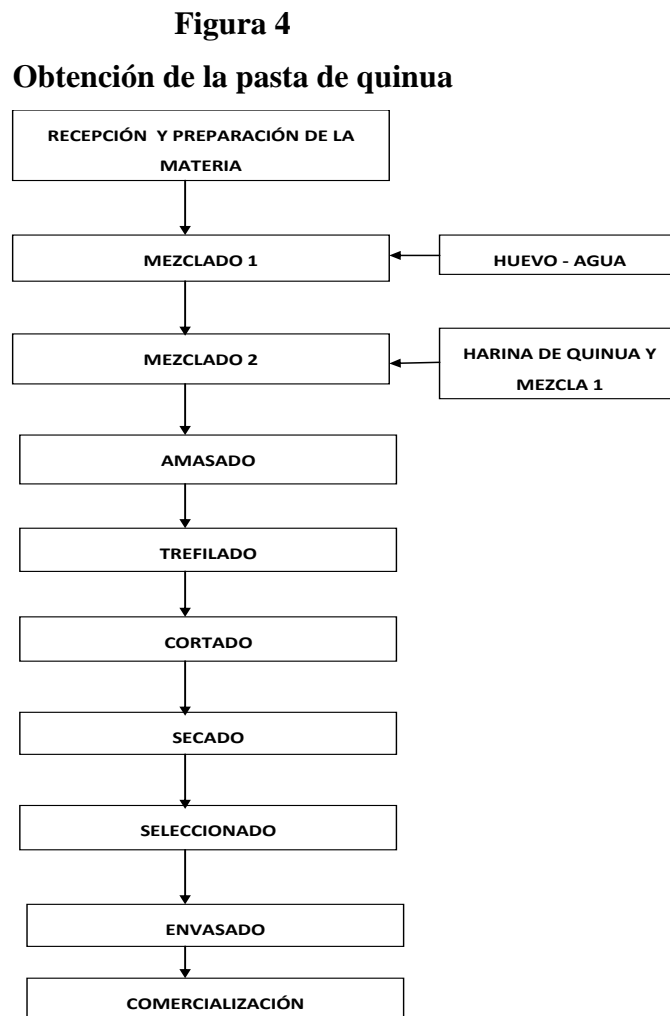 Figura 4
Obtención de la pasta de quinua
RECEPCIÓN Y PREPARACIÓN DE LA
MATERIA
MEZCLADO 1
HUEVO - AGUA
MEZCLADO 2
HARINA DE QUINUA Y
MEZCLA 1
AMASADO
TREFILADO
CORTADO
SECADO
SELECCIONADO
ENVASADO
COMERCIALIZACIÓN